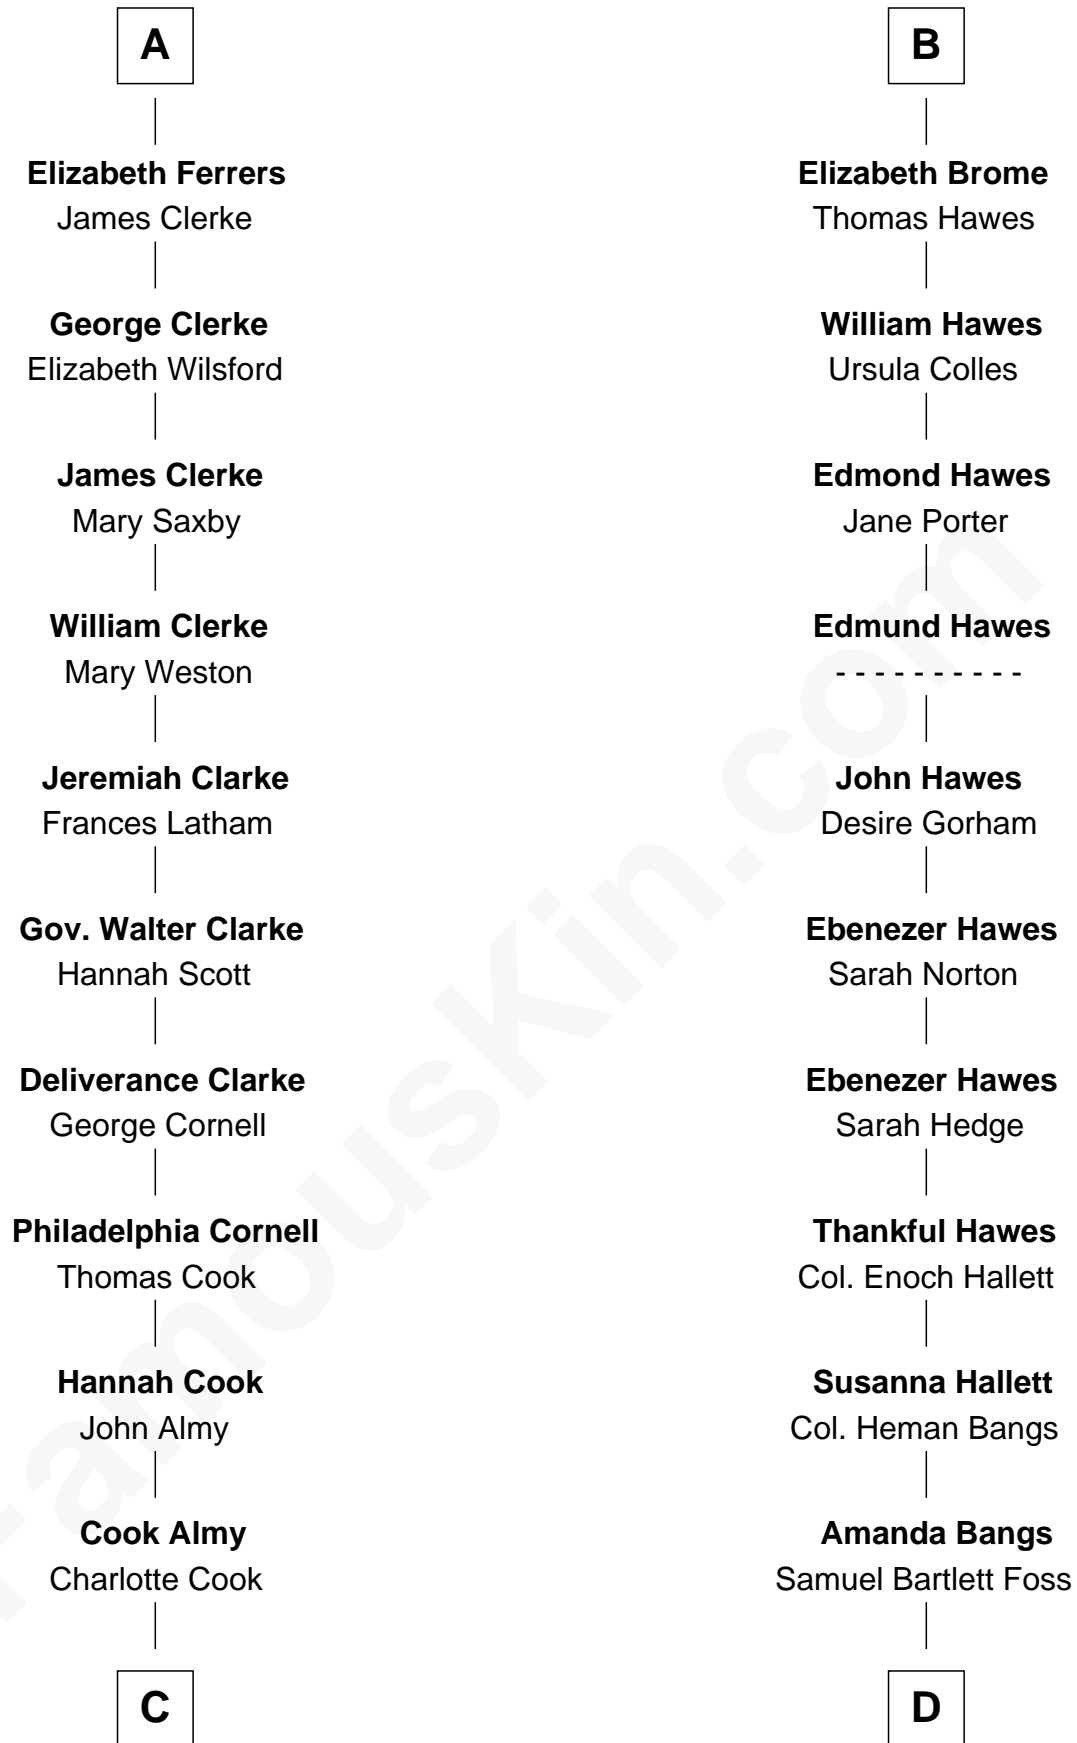 A
Elizabeth Ferrers
James Clerke
George Clerke
Elizabeth Wilsford
James Clerke
Mary Saxby
William Clerke
Mary Weston
Jeremiah Clarke
Frances Latham
Gov. Walter Clarke
Hannah Scott
Deliverance Clarke
George Cornell
Philadelphia Cornell
Thomas Cook
Hannah Cook
John Almy
Cook Almy
Charlotte Cook
C
B
Elizabeth Brome
Thomas Hawes
William Hawes
Ursula Colles
Edmond Hawes
Jane Porter
Edmund Hawes
- - - - - - - - - -
John Hawes
Desire Gorham
Ebenezer Hawes
Sarah Norton
Ebenezer Hawes
Sarah Hedge
Thankful Hawes
Col. Enoch Hallett
Susanna Hallett
Col. Heman Bangs
Amanda Bangs
Samuel Bartlett Foss
D
FamousKin.com